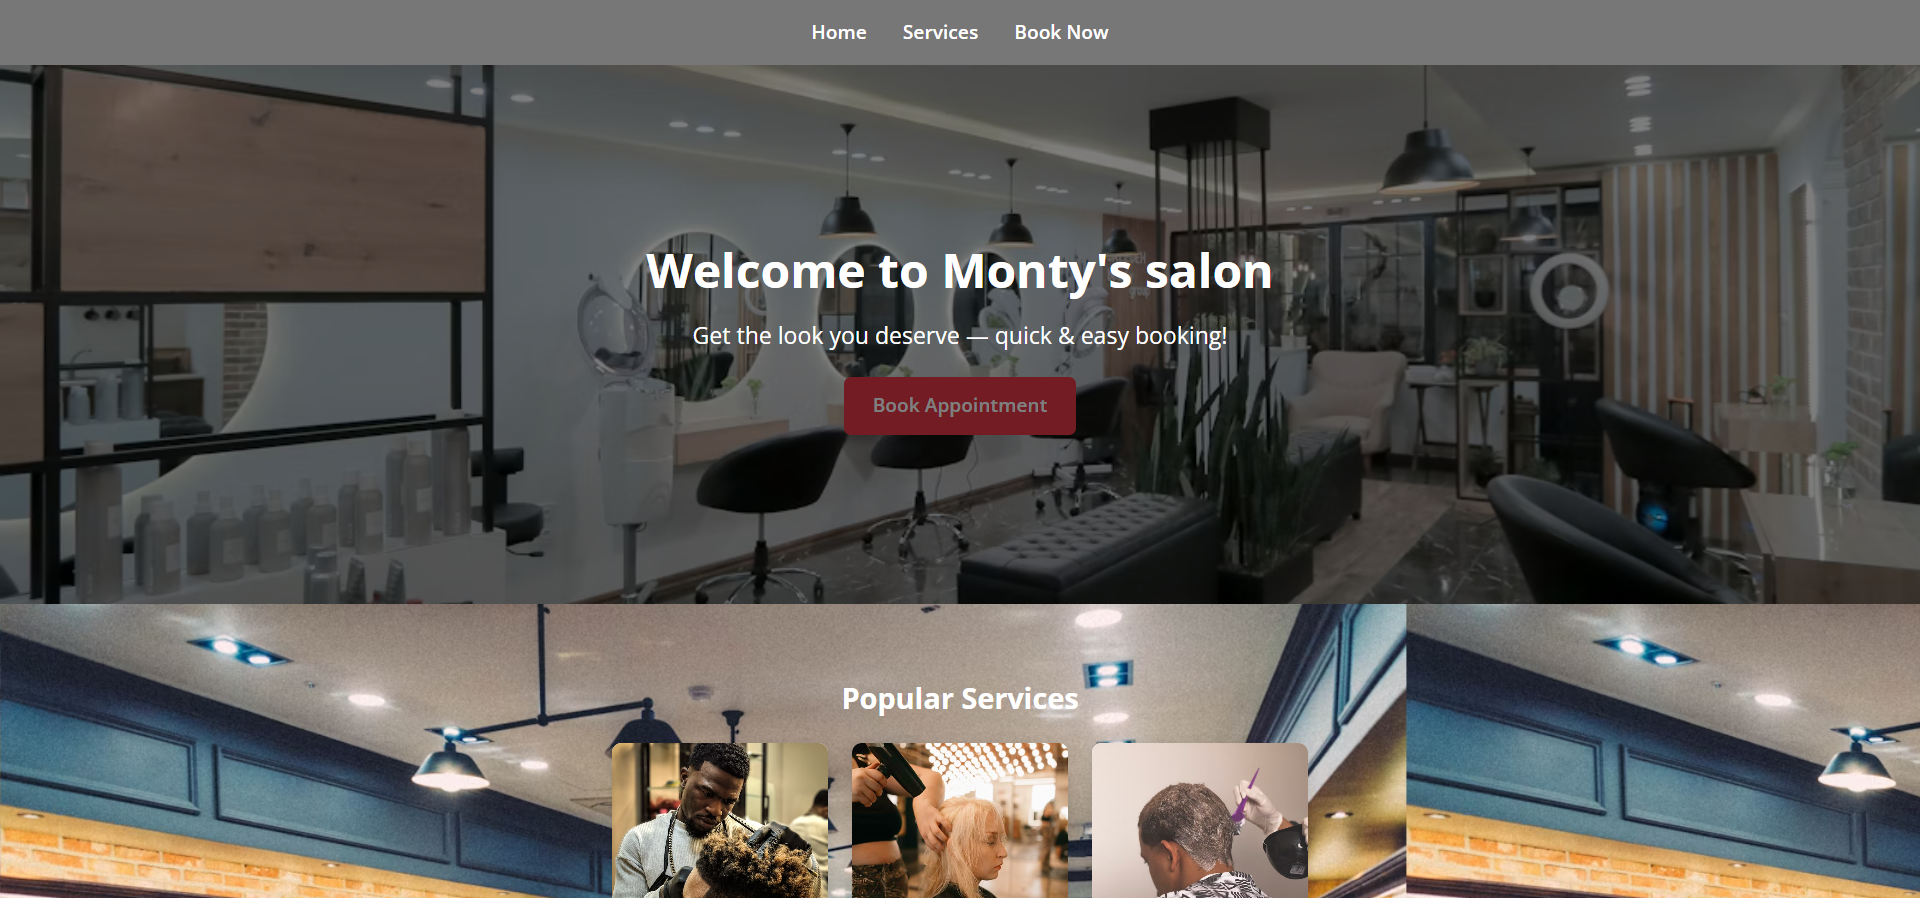 Home Services Book Now
Welcome to Monty's salon
Get the look you deserve — quick & easy booking!
Book Appointment
Popular Services